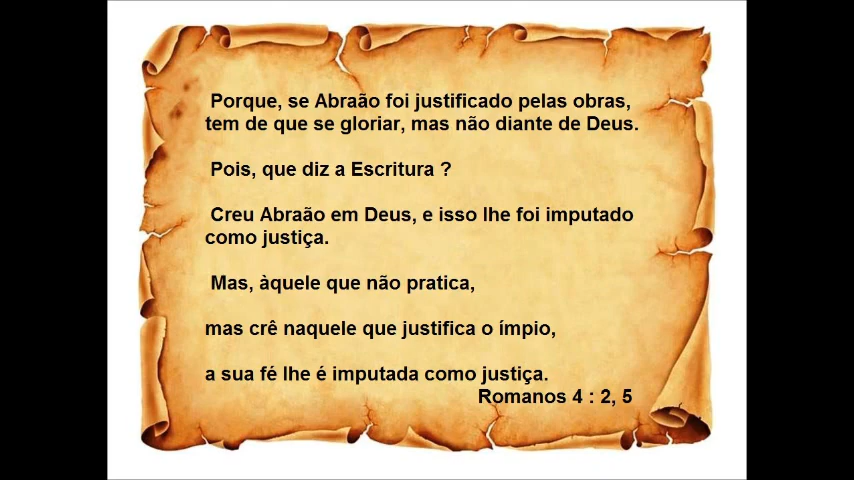 Porque, se Abraão foi justificado pelas obras,
tem de que se gloriar, mas não diante de Deus.
Pois, que diz a Escritura ?
Creu Abraão em Deus, e isso lhe foi imputado
como justiça.
Mas, àquele que não pratica,
mas crê naquele que justifica o ímpio,
a sua fé lhe é imputada como justiça.
Romanos 4 : 2, 5